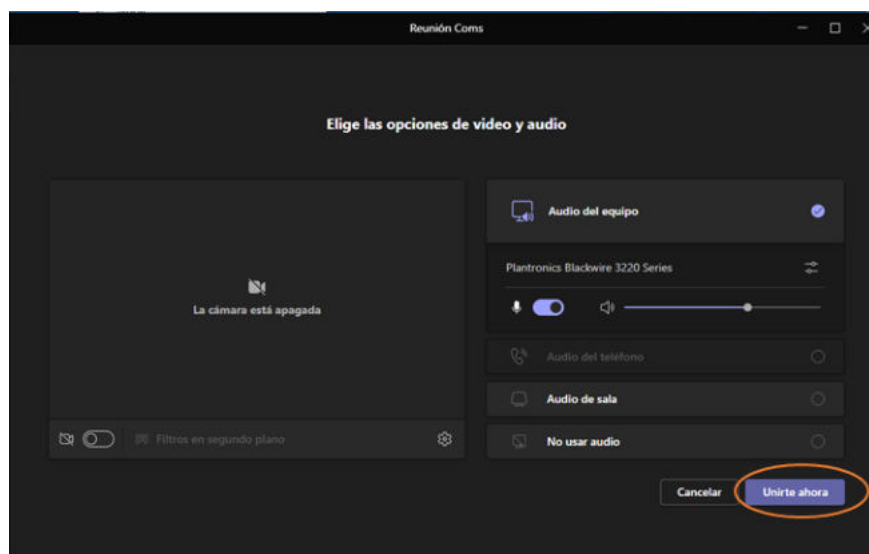 Reunión Coms
Elige las opciones de video y audio
La cámara está apagada
Filtros en segundo plano
Audio del equipo
Plantronics Blackwire 3220 Series
Audio del teléfono
Audio de sala
No usar audio
Cancelar
Unirte ahora